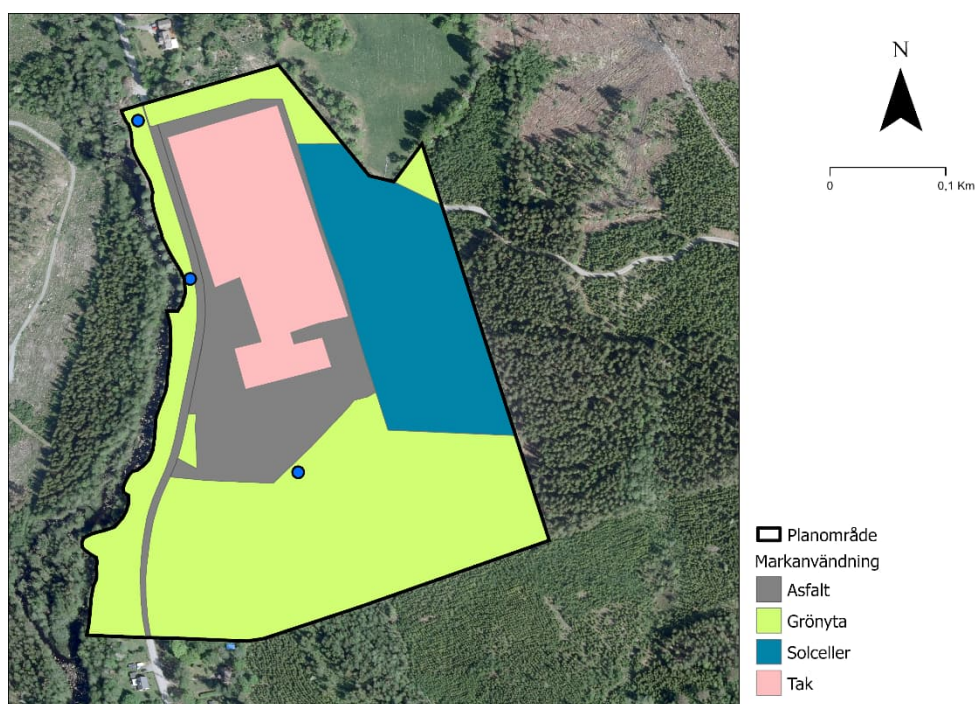 N
0
0,1 Km
Planområde
Markanvändning
Asfalt
Grönyta
Solceller
Tak